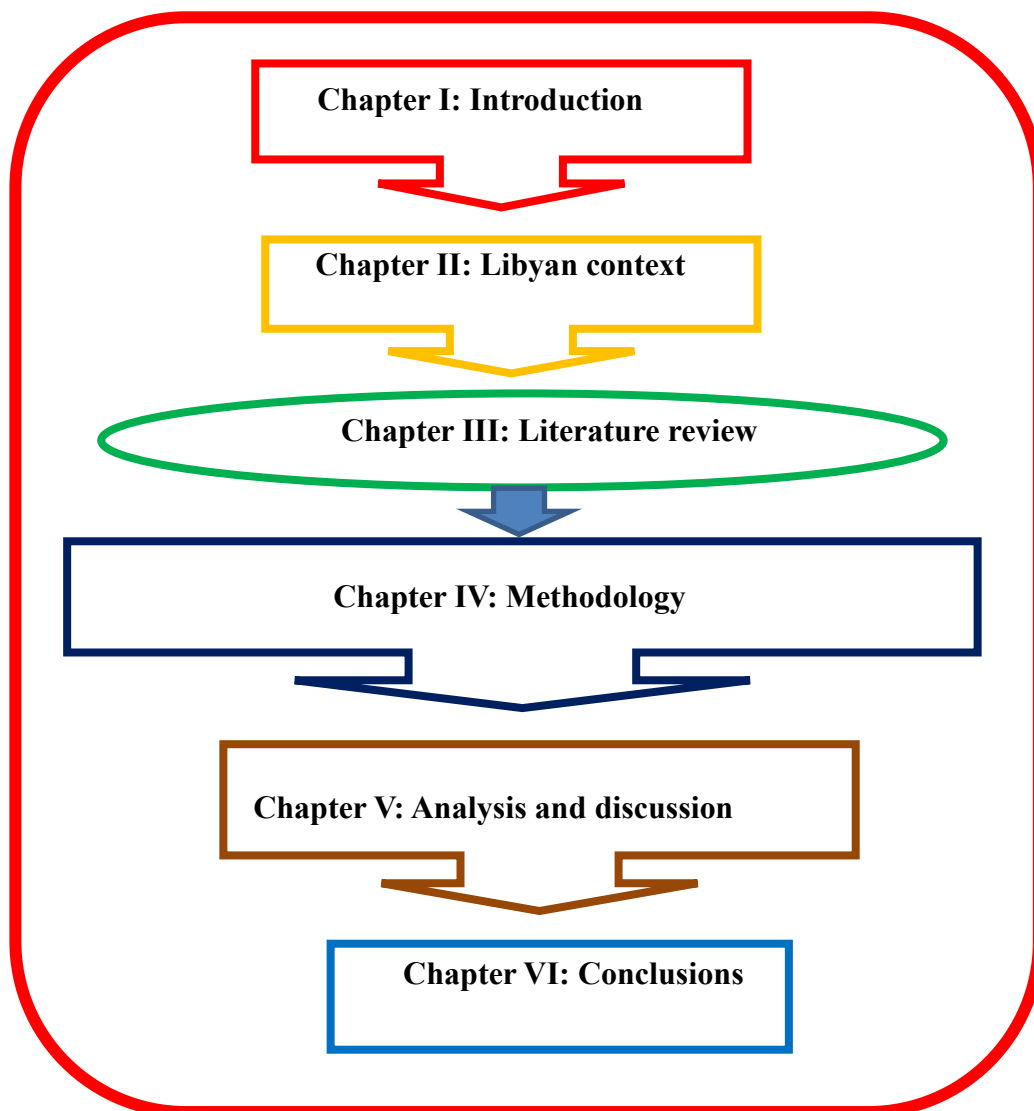 Chapter I: Introduction
Chapter II: Libyan context
Chapter III: Literature review
Chapter IV: Methodology
Chapter V: Analysis and discussion
Chapter VI: Conclusions